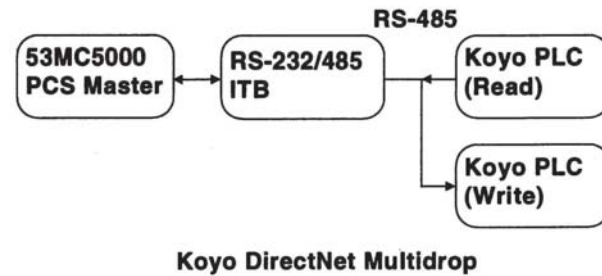 RS-485
53MC5000
PCS Master
RS-232/485
ITB
Koyo PLC
(Read)
Koyo PLC
(Write)
Koyo DirectNet Multidrop